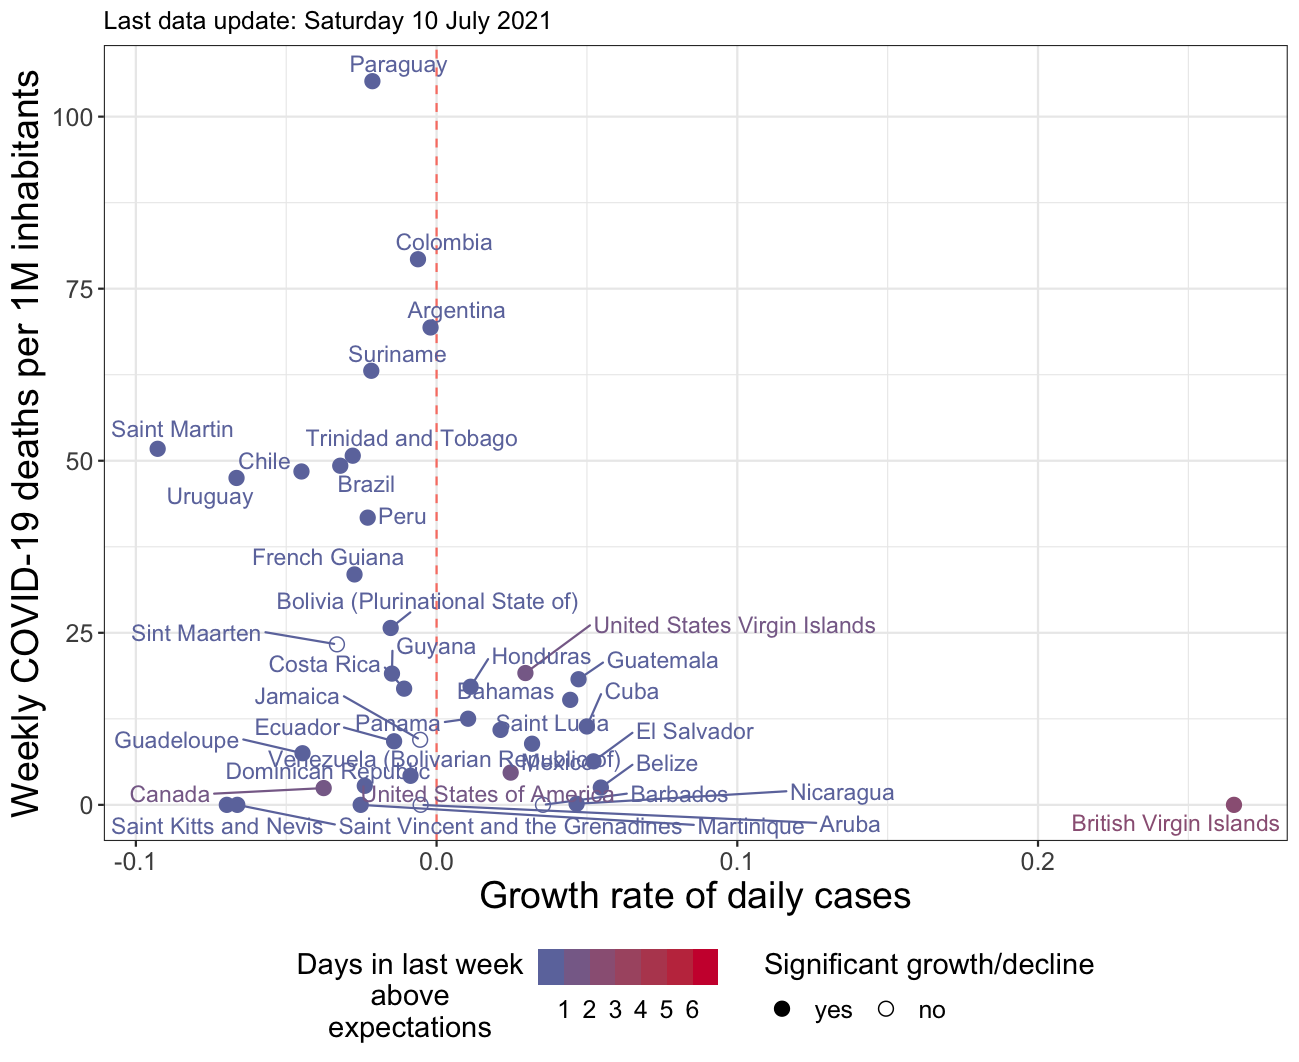 Last data update: Saturday 10 July 2021
Weekly COVID-19 deaths per 1M inhabitants
100
75
50
25
0
Paraguay
Colombia
Argentina
Suriname
Saint Martin
Trinidad and Tobago
Chile
Brazil
Uruguay
Peru
French Guiana
Bolivia (Plurinational State of)
United States Virgin Islands
Sint Maarten
Guyana
Honduras
Guatemala
Costa Rica
Bahamas
Cuba
Jamaica
Panama
Saint Lucia
Ecuador
El Salvador
Guadeloupe
Venezuela (Bolivarian Republic of)
Mexico
Belize
Dominican Republic
Canada
United States of America
Barbados
Nicaragua
Saint Kitts and Nevis
Saint Vincent and the Grenadines
Martinique
Aruba
British Virgin Islands
-0.1
0.0
0.1
0.2
Growth rate of daily cases
Days in last week
above
expectations
1 2 3 4 5 6
Significant growth/decline
yes
no